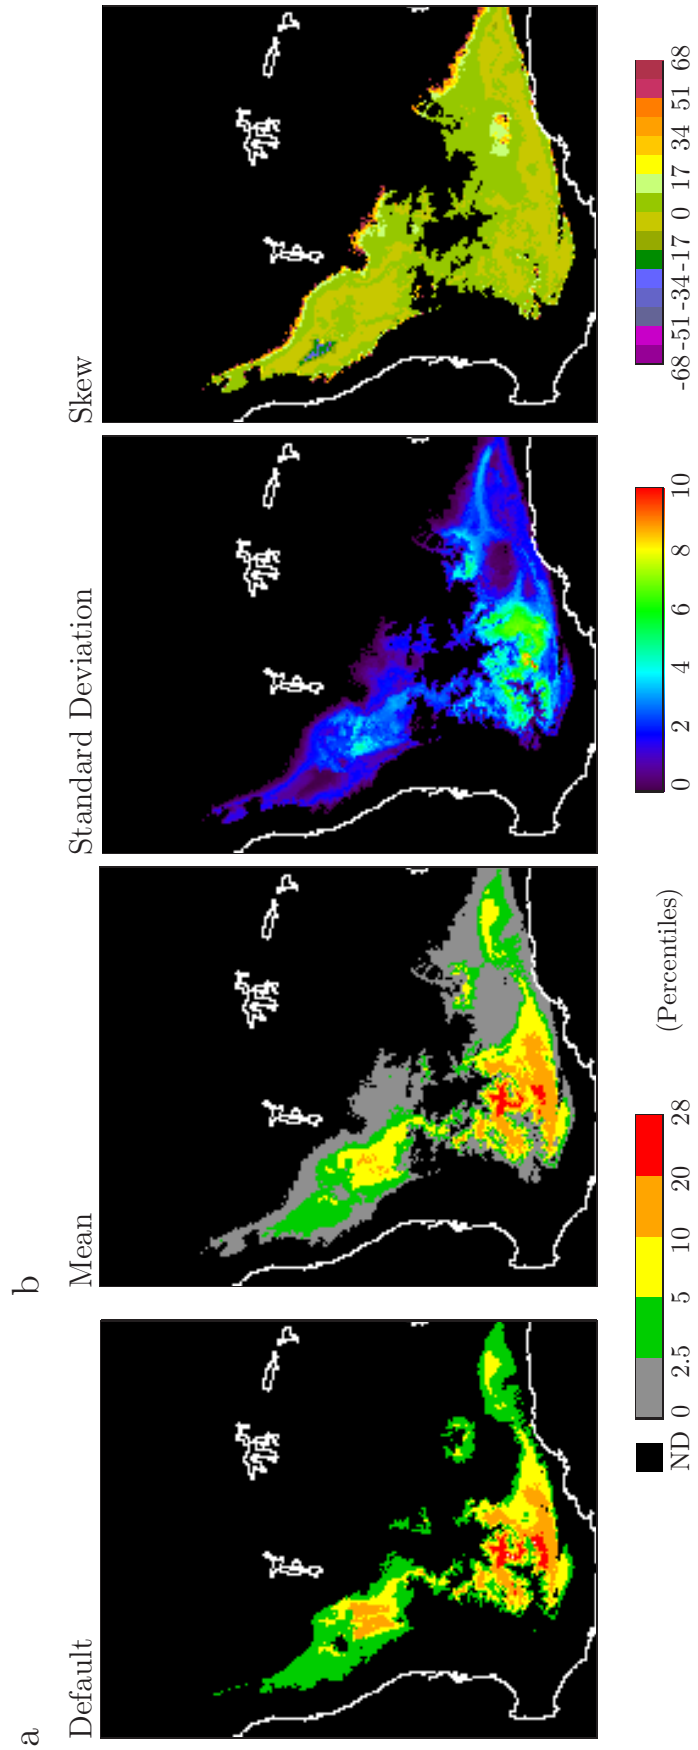 a
b
Default
Mean
Standard Deviation
Skew
ND 0 2.5 5 10 20 28
(Percentiles)
0 2 4 6 8 10
-68 -51 -34 -17 0 17 34 51 68